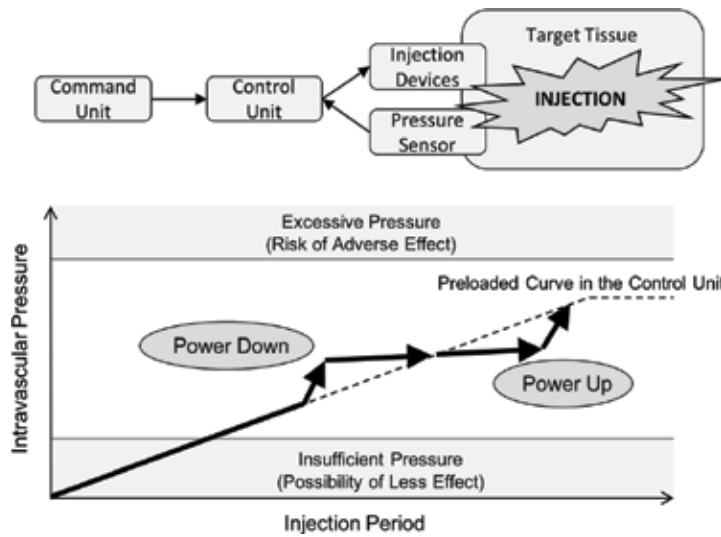 Target Tissue
Injection
Devices
Command
Unit
Control
Unit
INJECTION
Pressure
Sensor
Excessive Pressure
(Risk of Adverse Effect)
Preloaded Curve in the Control Unit
Power Down
Power Up
Insufficient Pressure
(Possibility of Less Effect)
Intravascular Pressure
Injection Period